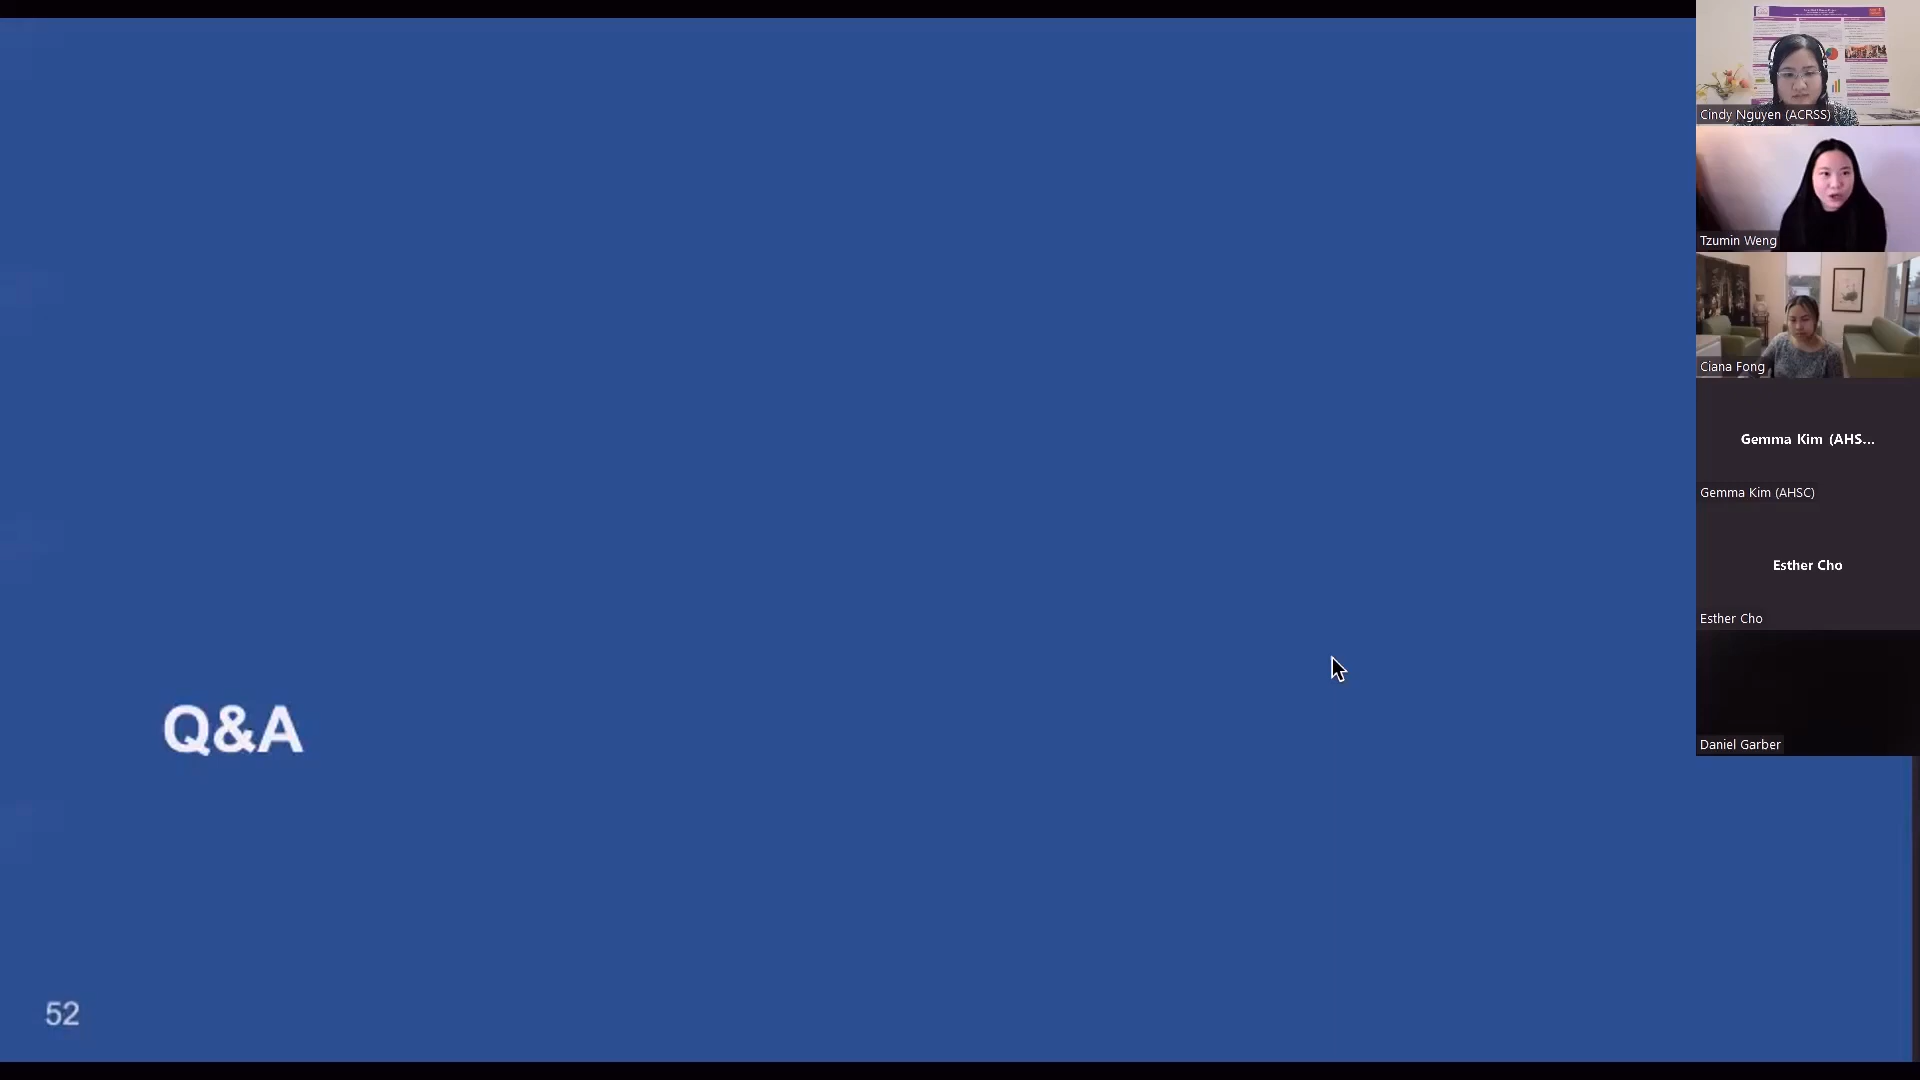 Q&A
52
Cindy Nguyen (ACRSS)
Tzumin Weng
Ciana Fong
Gemma Kim (AHS...
Gemma Kim (AHSC)
Esther Cho
Esther Cho
Daniel Garber